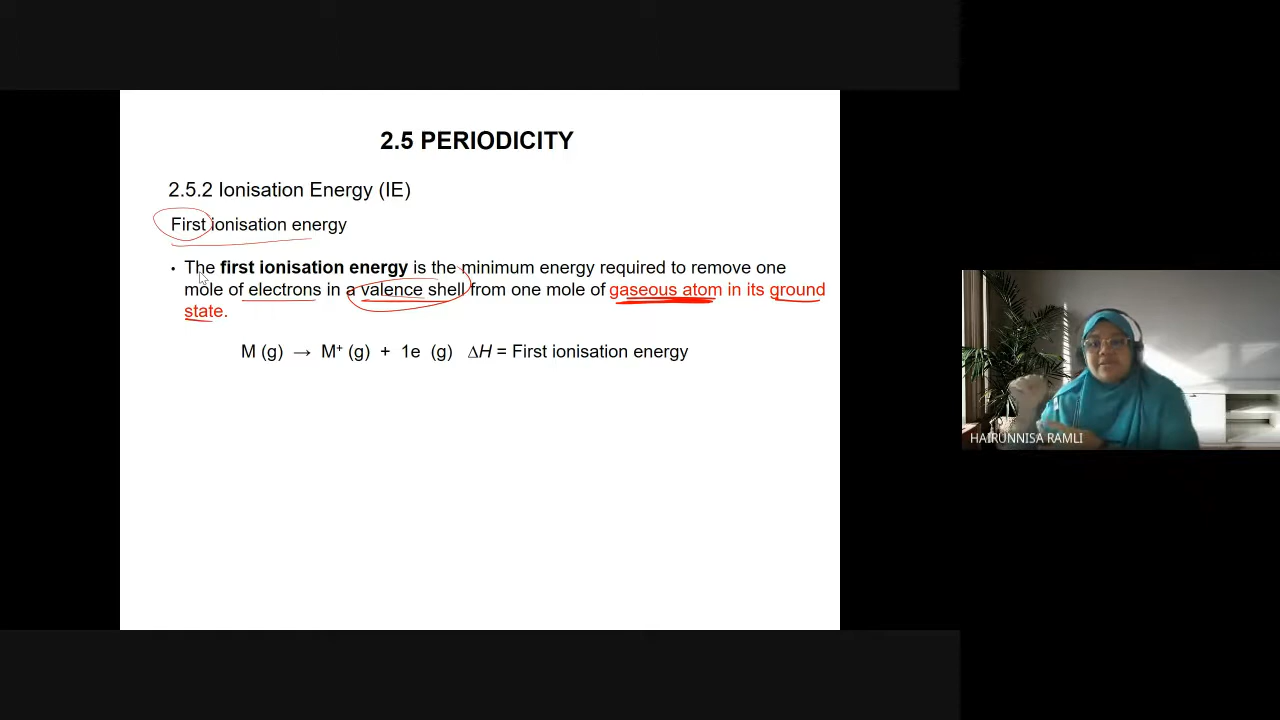 2.5 PERIODICITY
2.5.2 Ionisation Energy (IE)
First ionisation energy
• The first ionisation energy is the minimum energy required to remove one
mole of electrons in a valence shell from one mole of gaseous atom in its ground
state.
M (g) → M⁺ (g) + 1e (g) ΔH = First ionisation energy
HAIRUNNISA RAMLI